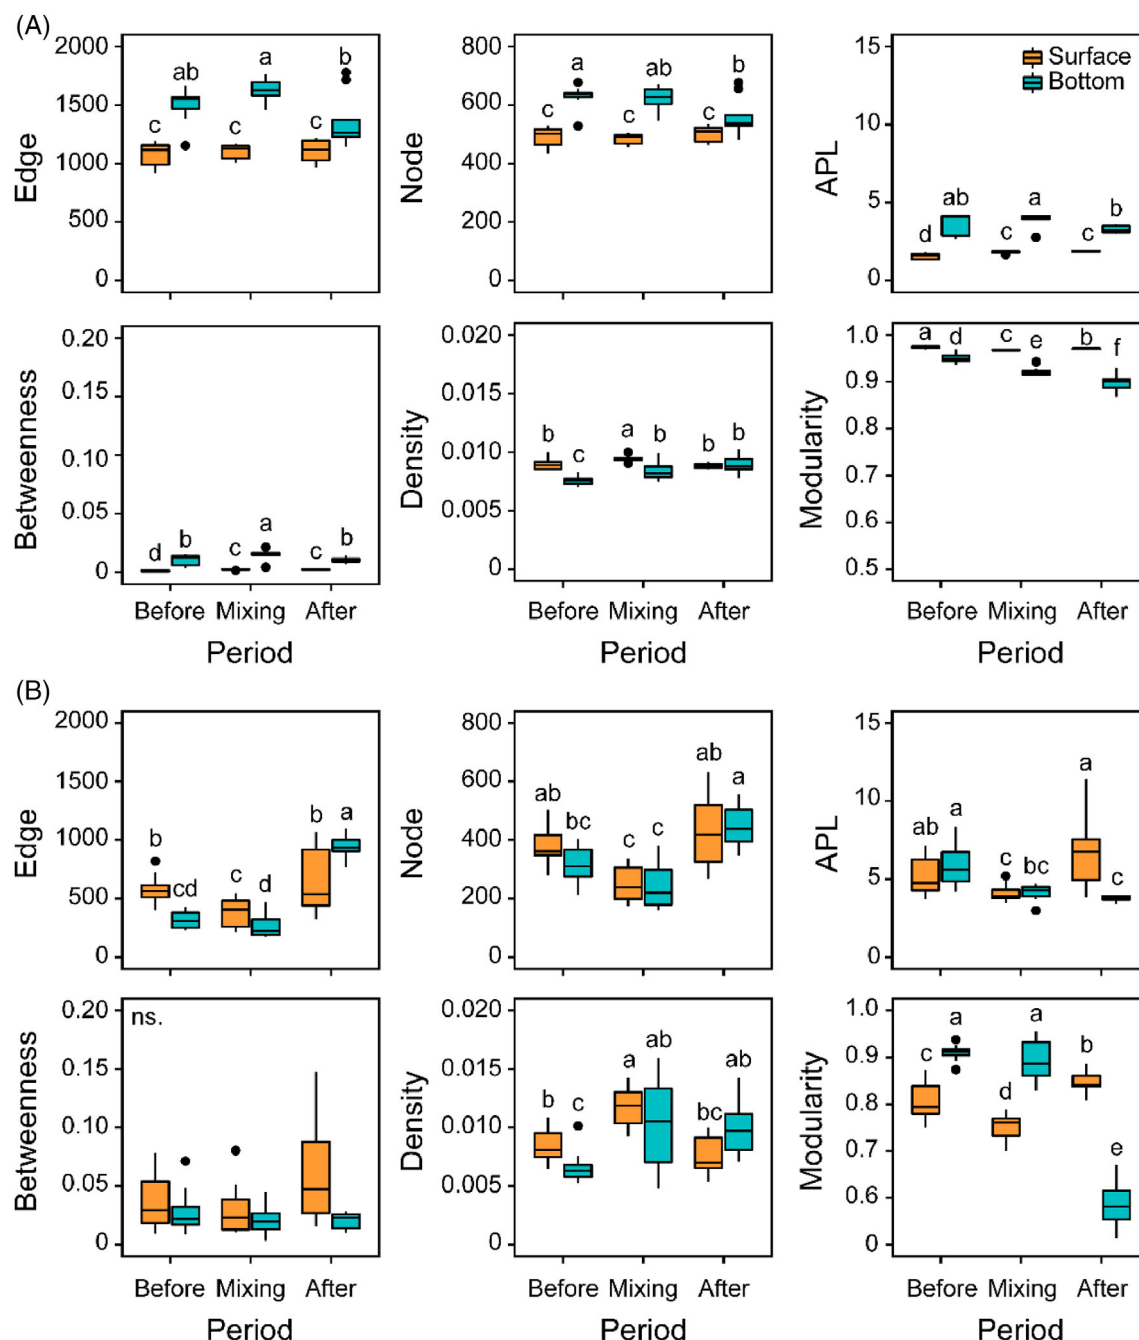 (A)
Edge
2000
1500
1000
500
0
c ab c a c b
Node
800
600
400
200
0
c a c ab c b
APL
15
10
5
0
d ab c a c b
Surface
Bottom
Betweenness
0.20
0.15
0.10
0.05
0
d b c a c b
Before Mixing After
Period
Density
0.020
0.015
0.010
0.005
0
b c a b b b
Before Mixing After
Period
Modularity
1.0
0.9
0.8
0.7
0.6
0.5
a d c e b f
Before Mixing After
Period
(B)
Edge
2000
1500
1000
500
0
b cd c d b a
Node
800
600
400
200
0
ab bc c c ab a
APL
15
10
5
0
ab a c bc a c
Betweenness
0.20
0.15
0.10
0.05
0
ns.
Before Mixing After
Period
Density
0.020
0.015
0.010
0.005
0
b c a ab bc ab
Before Mixing After
Period
Modularity
1.0
0.9
0.8
0.7
0.6
0
c a d a b e
Before Mixing After
Period